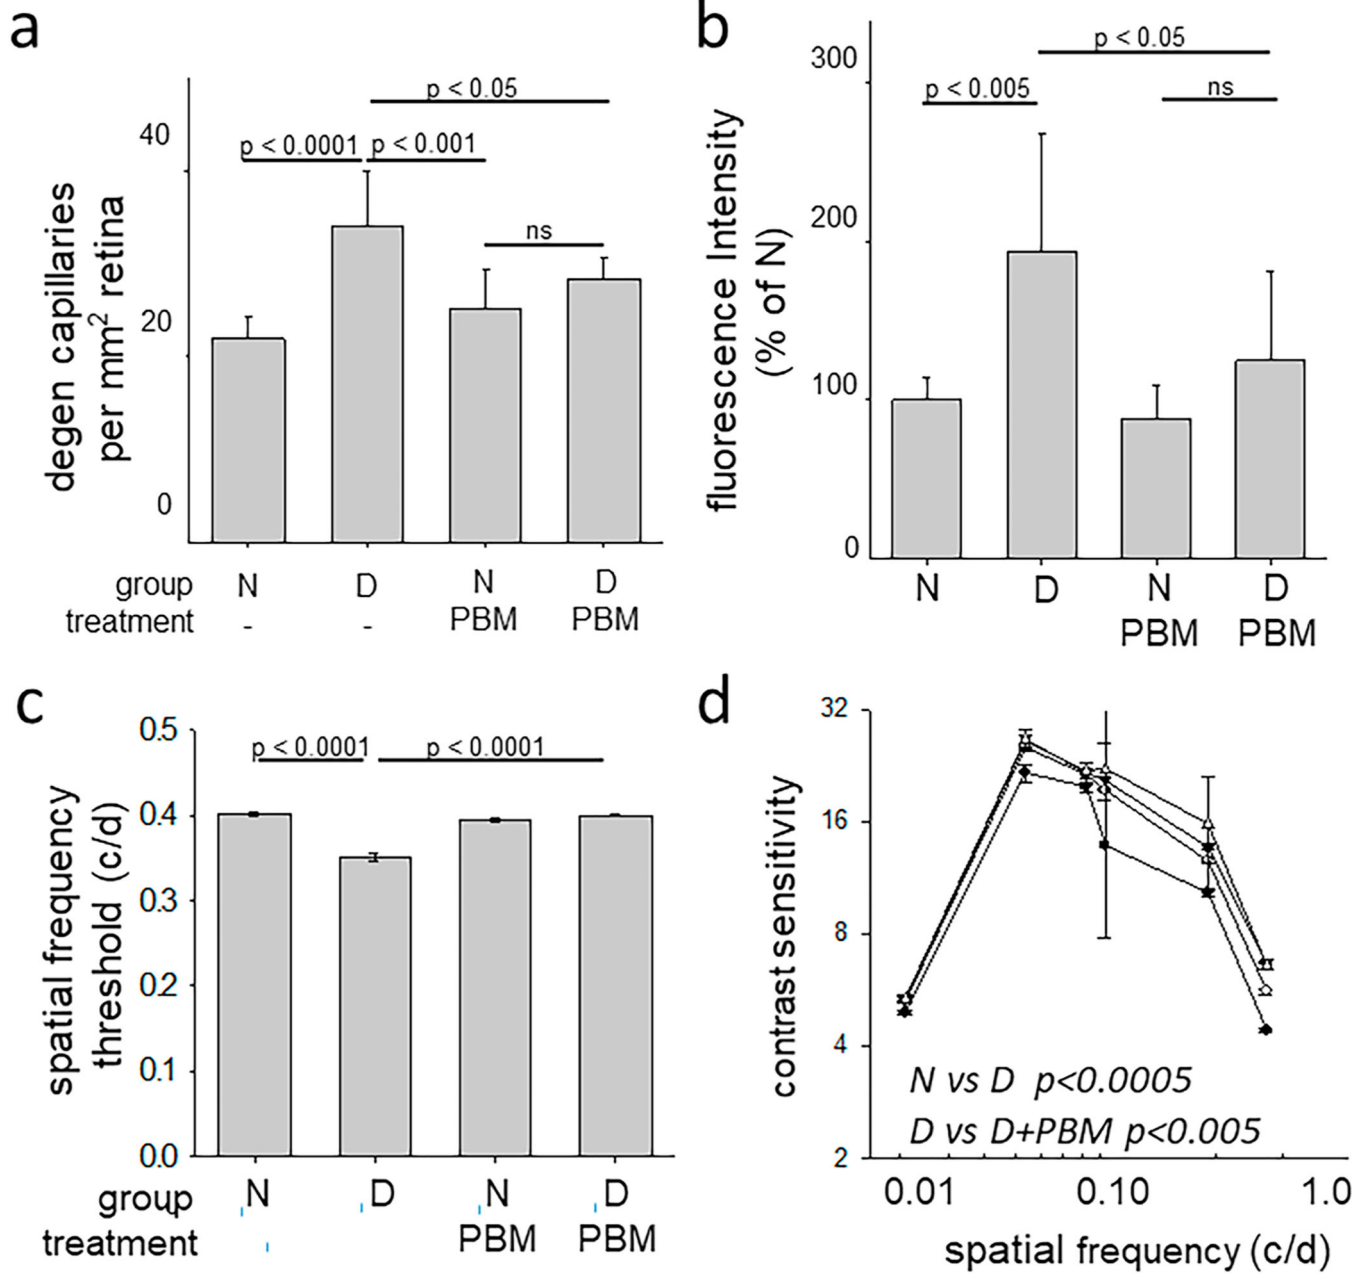 a
p < 0.05
p < 0.0001 p < 0.001
ns
40
20
0
degen capillaries
per mm² retina
group N D N D
treatment - - PBM PBM
b
p < 0.05
p < 0.005 ns
300
200
100
0
fluorescence Intensity
(% of N)
N D N D
PBM PBM
c
p < 0.0001 p < 0.0001
0.5
0.4
0.3
0.2
0.1
0.0
spatial frequency
threshold (c/d)
group N D N D
treatment PBM PBM
d
32
16
8
4
2
contrast sensitivity
N vs D p<0.0005
D vs D+PBM p<0.005
0.01 0.10 1.0
spatial frequency (c/d)